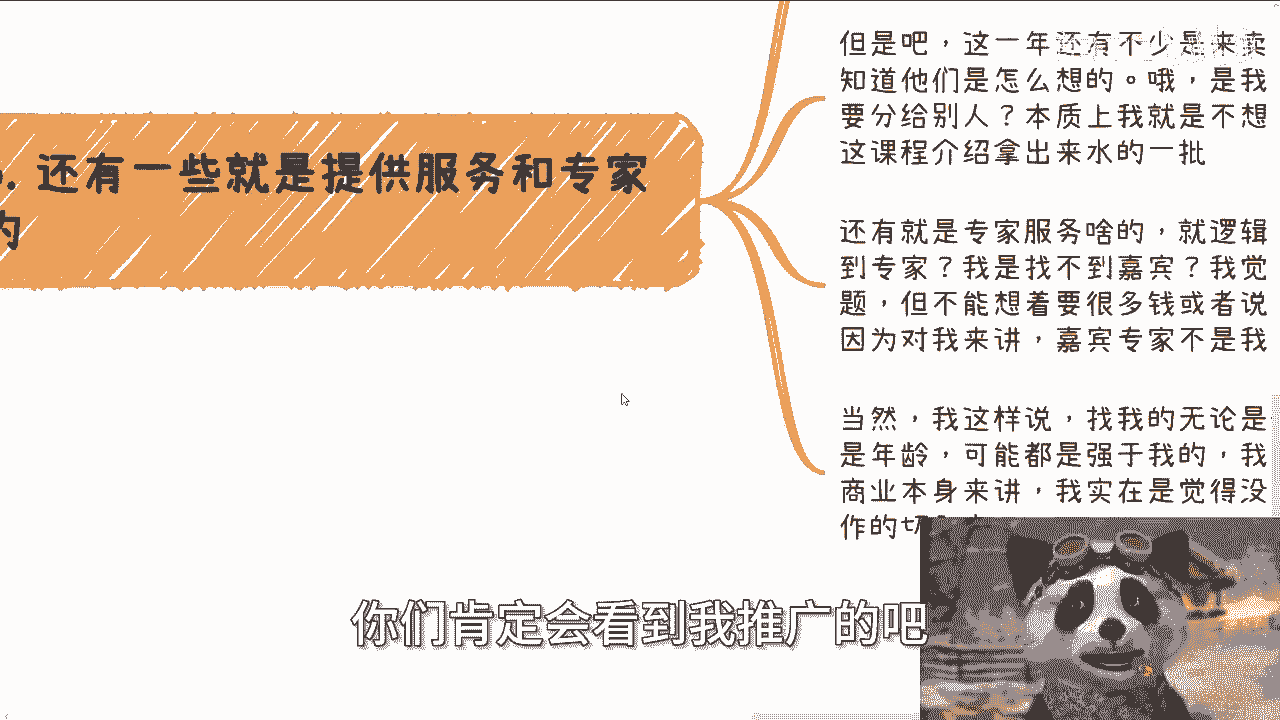 但是吧，这一年还有不少是来卖
知道他们是怎么想的。哦，是我
要分给别人？本质上我就是不想
这课程介绍拿出来水的一批
. 还有一些就是提供服务和专家
的
还有就是专家服务啥的，就逻辑
到专家？我是找不到嘉宾？我觉
题，但不能想着要很多钱或者说
因为对我来讲，嘉宾专家不是我
当然，我这样说，找我的无论是
是年龄，可能都是强于我的，我
商业本身来讲，我实在是觉得没
作的切
你们肯定会看到我推广的吧